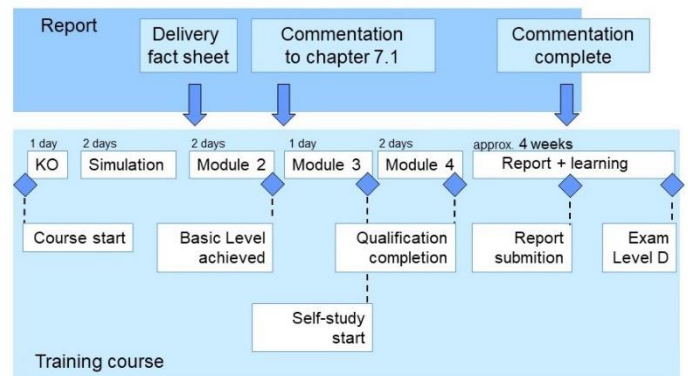 Report
Delivery
fact sheet
Commentation
to chapter 7.1
Commentation
complete
1 day
KO
2 days
Simulation
2 days
Module 2
1 day
Module 3
2 days
Module 4
approx. 4 weeks
Report + learning
Course start
Basic Level
achieved
Qualification
completion
Report
submition
Exam
Level D
Self-study
start
Training course